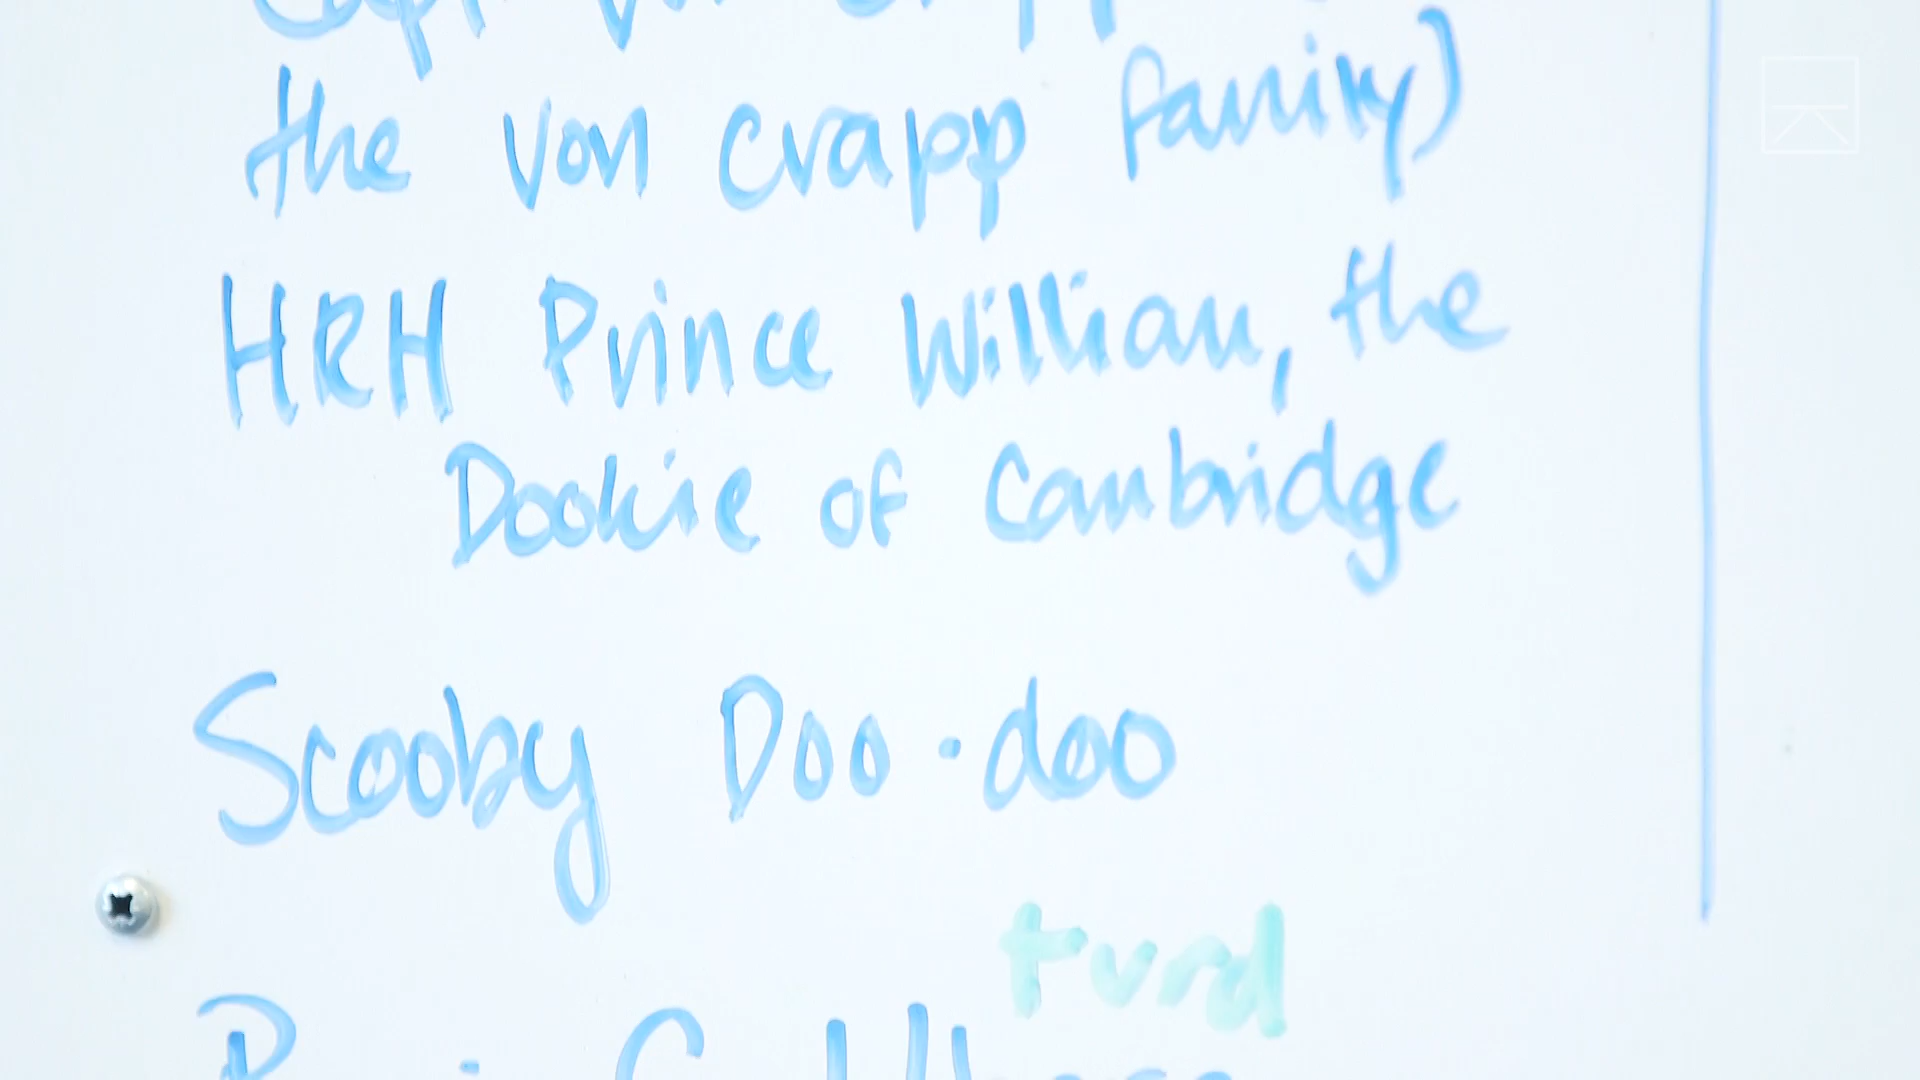 the von crapp family)
HRH Prince William, the
Dookie of Cambridge
Scooby Doo-doo
turd